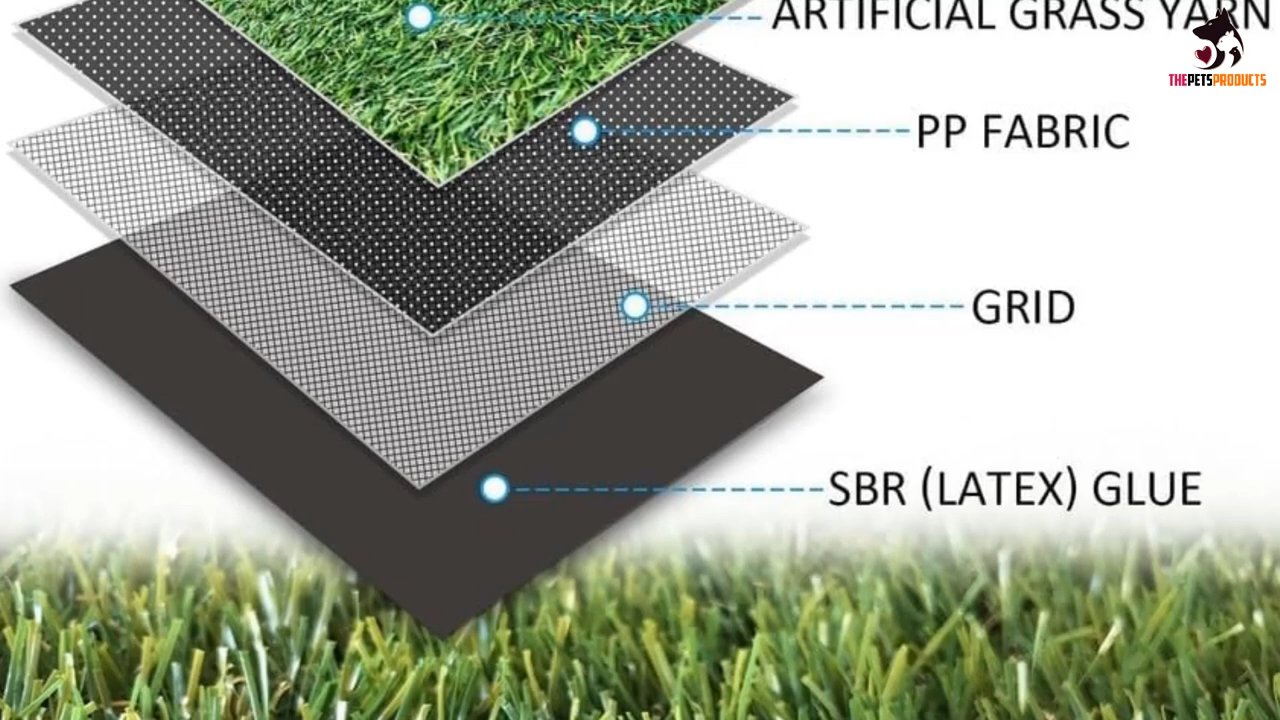 ARTIFICIAL GRASS YARN
THEPETSPRODUCTS
PP FABRIC
GRID
SBR (LATEX) GLUE